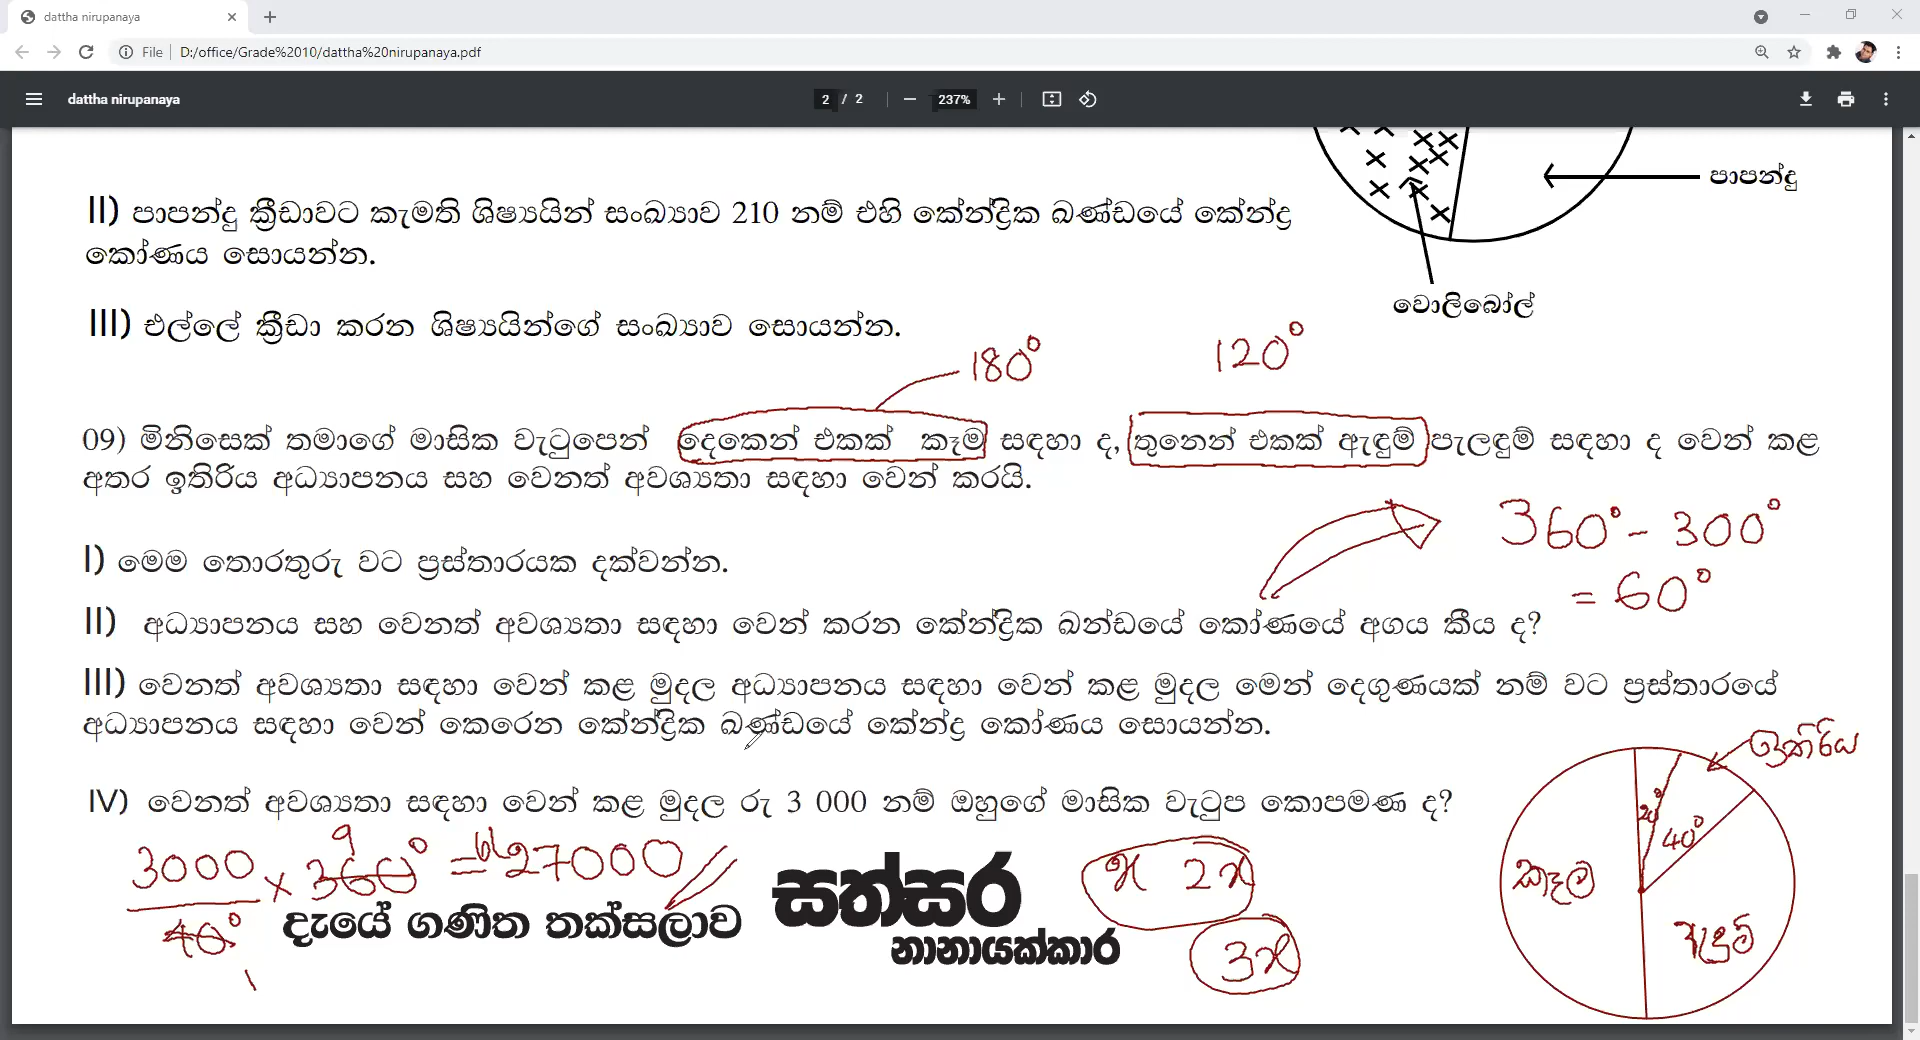 dattha nirupanaya
File D:/office/Grade%2010/dattha%20nirupanaya.pdf
dattha nirupanaya 2 / 2 237%
පාපන්දු
II) පාපන්දු ක්‍රීඩාවට කැමති ශිෂ්‍යයින් සංඛ්‍යාව 210 නම් එහි කේන්ද්‍රික ඛණ්ඩයේ කේන්ද්‍ර
කෝණය සොයන්න.
වොලිබෝල්
III) එල්ලේ ක්‍රීඩා කරන ශිෂ්‍යයින්ගේ සංඛ්‍යාව සොයන්න.
180° 120°
09) මිනිසෙක් තමාගේ මාසික වැටුපෙන් දෙකෙන් එකක් කෑම සඳහා ද, තුනෙන් එකක් ඇඳුම් පැලඳුම් සඳහා ද වෙන් කළ
අතර ඉතිරිය අධ්‍යාපනය සහ වෙනත් අවශ්‍යතා සඳහා වෙන් කරයි.
360° - 300°
= 60°
I) මෙම තොරතුරු වට ප්‍රස්තාරයක දක්වන්න.
II) අධ්‍යාපනය සහ වෙනත් අවශ්‍යතා සඳහා වෙන් කරන කේන්ද්‍රික ඛන්ඩයේ කෝණයේ අගය කීය ද?
III) වෙනත් අවශ්‍යතා සඳහා වෙන් කළ මුදල අධ්‍යාපනය සඳහා වෙන් කළ මුදල මෙන් දෙගුණයක් නම් වට ප්‍රස්තාරයේ
අධ්‍යාපනය සඳහා වෙන් කෙරෙන කේන්ද්‍රික ඛණ්ඩයේ කේන්ද්‍ර කෝණය සොයන්න.
ඉතිරිය
IV) වෙනත් අවශ්‍යතා සඳහා වෙන් කළ මුදල රු 3 000 නම් ඔහුගේ මාසික වැටුප කොපමණ ද?
20° 40°
කෑම
ඇඳුම්
9
3000 × 360° = රු 27000
40°
1
x 2x
3x
සත්සර
දැයේ ගණිත තක්සලාව
නානායක්කාර